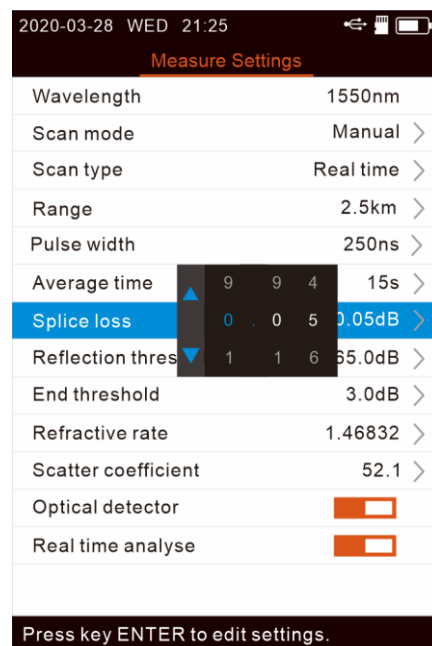 2020-03-28 WED 21:25
Measure Settings
Wavelength 1550nm
Scan mode Manual >
Scan type Real time >
Range 2.5km >
Pulse width 250ns >
Average time 9 9 4 15s >
Splice loss 0 . 0 5 0.05dB >
Reflection thres 1 1 6 65.0dB >
End threshold 3.0dB >
Refractive rate 1.46832 >
Scatter coefficient 52.1 >
Optical detector
Real time analyse
Press key ENTER to edit settings.